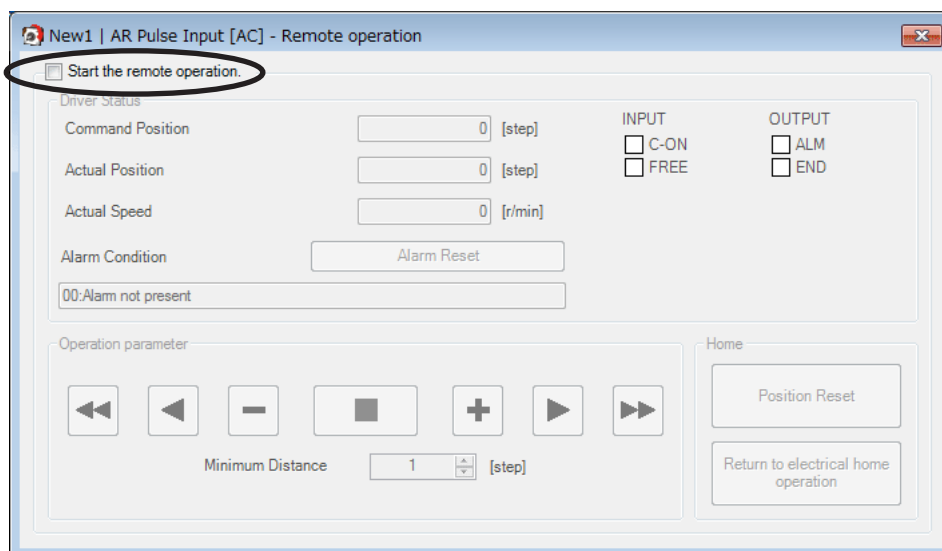 New1 | AR Pulse Input [AC] - Remote operation
Start the remote operation.
Driver Status
Command Position 0 [step]
Actual Position 0 [step]
Actual Speed 0 [r/min]
INPUT
C-ON
FREE
OUTPUT
ALM
END
Alarm Condition Alarm Reset
00:Alarm not present
Operation parameter
Minimum Distance 1 [step]
Home
Position Reset
Return to electrical home
operation